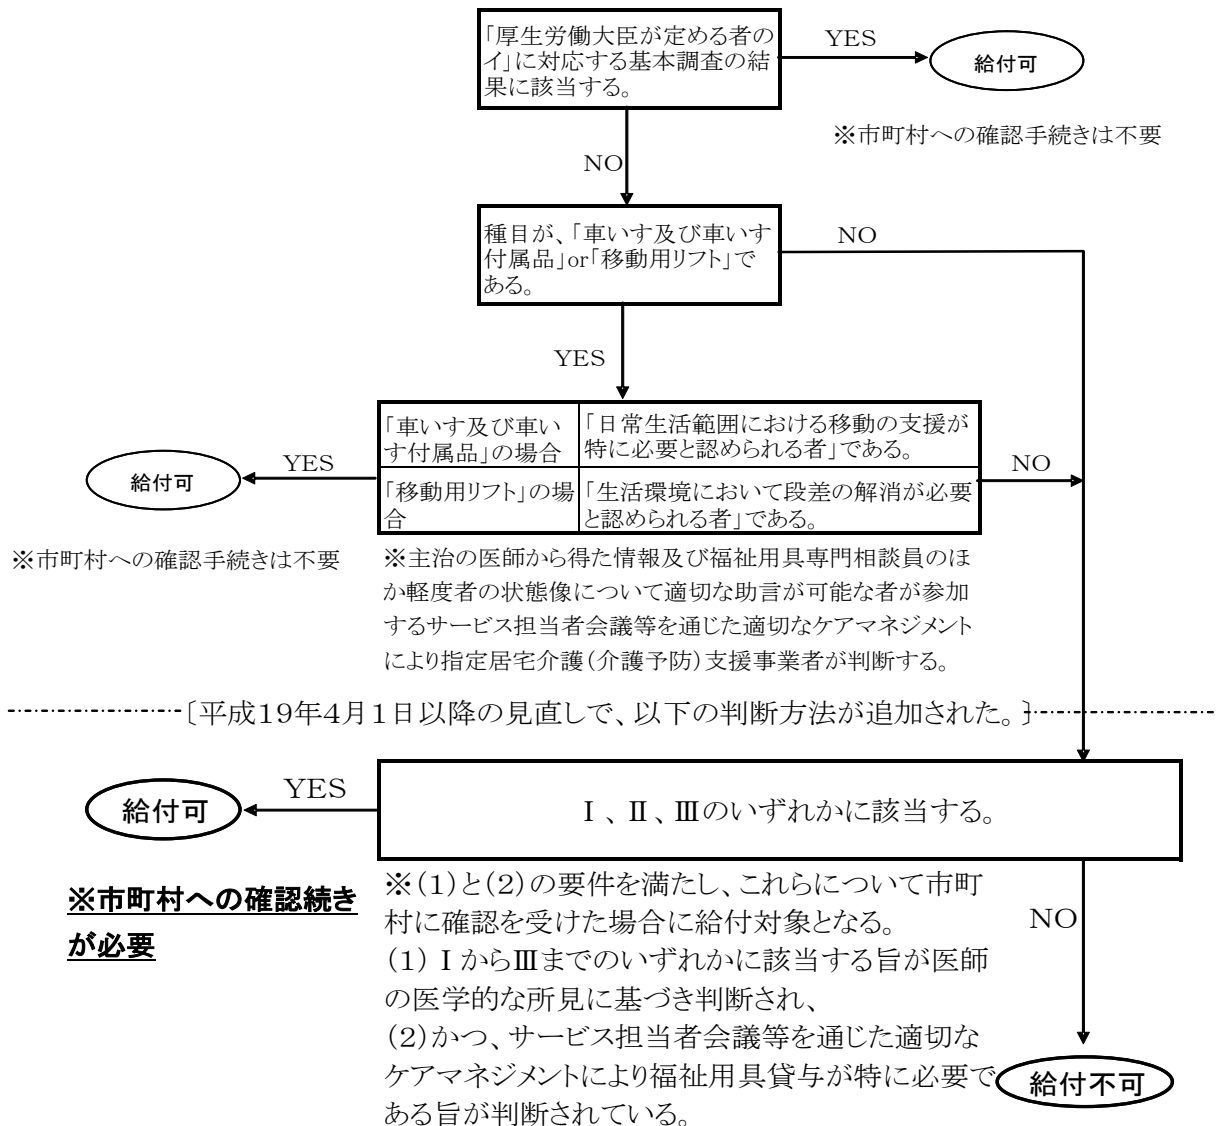 「厚生労働大臣が定める者の
イ」に対応する基本調査の結
果に該当する。
YES
給付可
※市町村への確認手続きは不要
NO
種目が、「車いす及び車いす
付属品」or「移動用リフト」で
ある。
NO
YES
「車いす及び車い
す付属品」の場合
「日常生活範囲における移動の支援が
特に必要と認められる者」である。
「移動用リフト」の場
合
「生活環境において段差の解消が必要
と認められる者」である。
YES
給付可
NO
※市町村への確認手続きは不要
※主治の医師から得た情報及び福祉用具専門相談員のほ
か軽度者の状態像について適切な助言が可能な者が参加
するサービス担当者会議等を通じた適切なケアマネジメント
により指定居宅介護(介護予防)支援事業者が判断する。
〔平成19年4月1日以降の見直しで、以下の判断方法が追加された。〕
YES
給付可
Ⅰ、Ⅱ、Ⅲのいずれかに該当する。
※市町村への確認続き
が必要
※(1)と(2)の要件を満たし、これらについて市町
村に確認を受けた場合に給付対象となる。
(1)ⅠからⅢまでのいずれかに該当する旨が医師
の医学的な所見に基づき判断され、
(2)かつ、サービス担当者会議等を通じた適切な
ケアマネジメントにより福祉用具貸与が特に必要で
ある旨が判断されている。
NO
給付不可